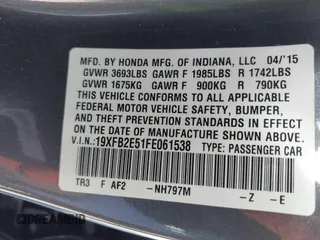 MFD. BY HONDA MFG. OF INDIANA, LLC 04/'15
GVWR 3693LBS GAWR F 1985LBS R 1742LBS
GVWR 1675KG GAWR F 900KG R 790KG
THIS VEHICLE CONFORMS TO ALL APPLICABLE
FEDERAL MOTOR VEHICLE SAFETY, BUMPER,
AND THEFT PREVENTION STANDARDS IN EFFECT
ON THE DATE OF MANUFACTURE SHOWN ABOVE.
V.I.N.: 19XFB2E51FE061538 TYPE: PASSENGER CAR
TR3 F AF2 -NH797M -Z -E
DREAMBID